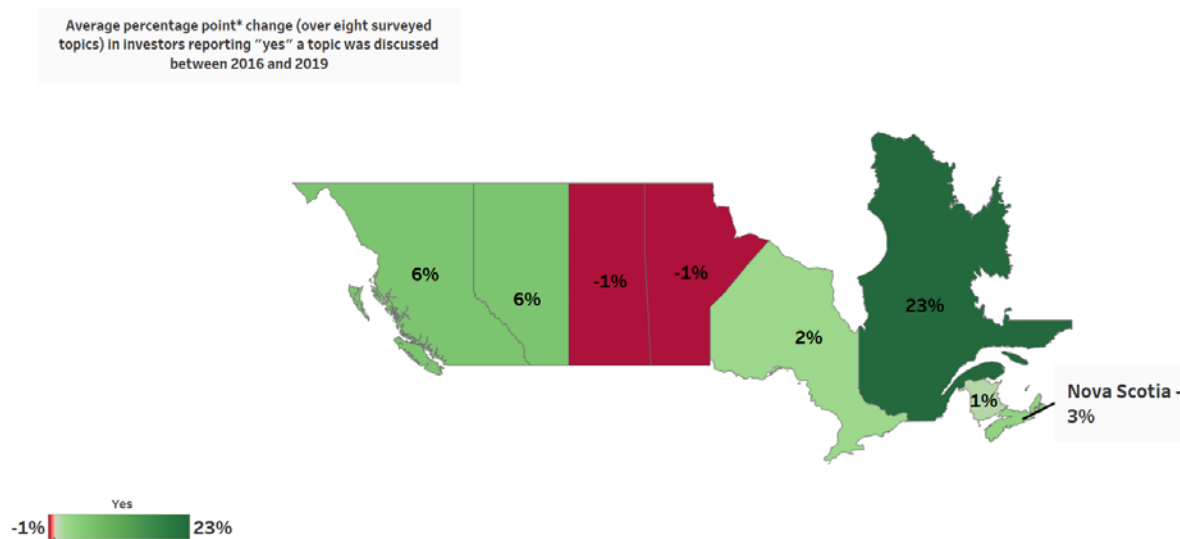 Average percentage point* change (over eight surveyed
topics) in investors reporting "yes" a topic was discussed
between 2016 and 2019
6%
6%
-1%
-1%
2%
23%
1%
Nova Scotia -
3%
Yes
-1%
23%